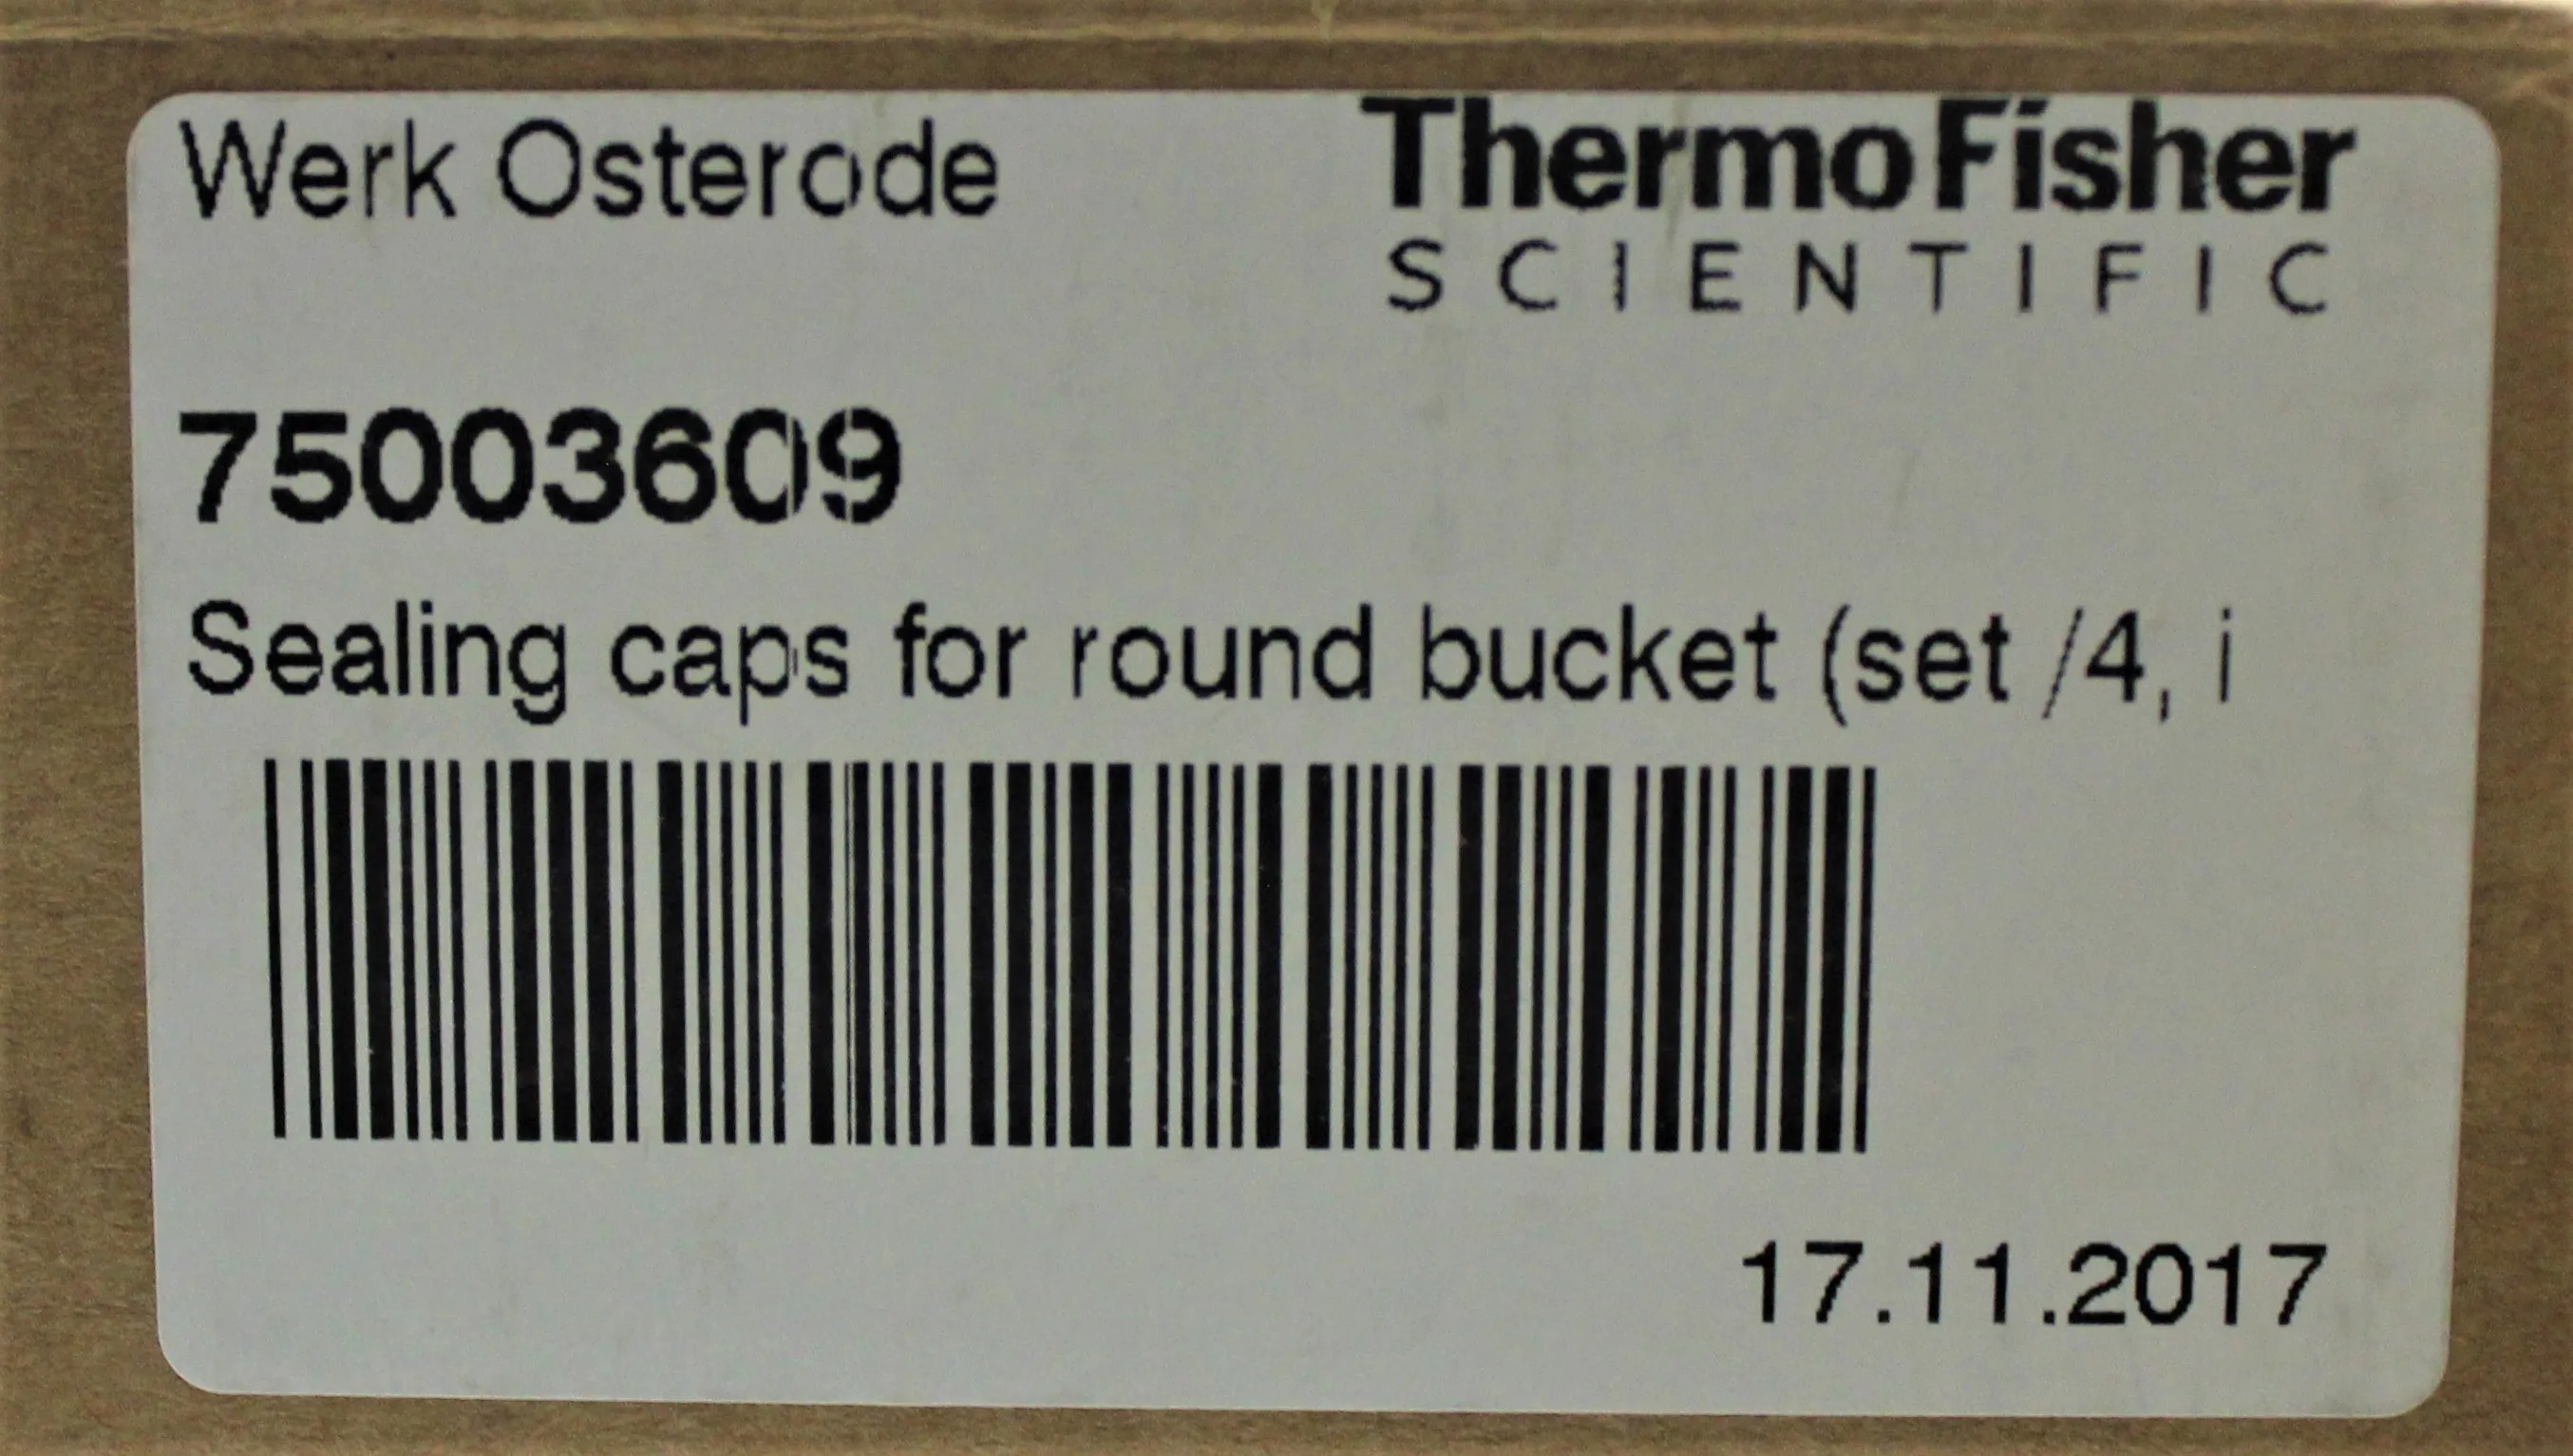 Werk Osterode
ThermoFisher
SCIENTIFIC
75003609
Sealing caps for round bucket (set /4, i
17.11.2017